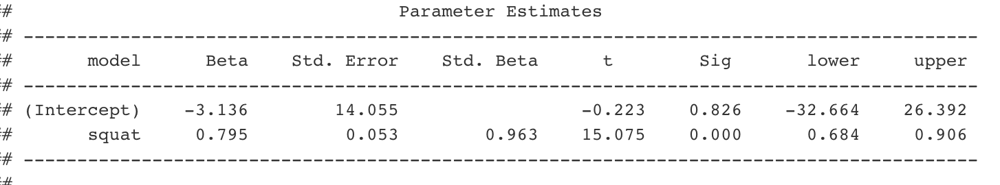 ## Parameter Estimates
## -----------------------------------------------------------------------------------------
## model Beta Std. Error Std. Beta t Sig lower upper
## -----------------------------------------------------------------------------------------
## (Intercept) -3.136 14.055 -0.223 0.826 -32.664 26.392
## squat 0.795 0.053 0.963 15.075 0.000 0.684 0.906
## -----------------------------------------------------------------------------------------
##